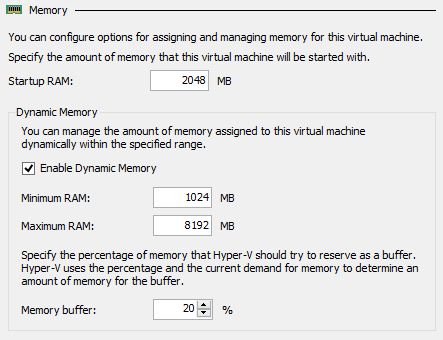 Memory
You can configure options for assigning and managing memory for this virtual machine.
Specify the amount of memory that this virtual machine will be started with.
Startup RAM: 2048 MB
Dynamic Memory
You can manage the amount of memory assigned to this virtual machine
dynamically within the specified range.
Enable Dynamic Memory
Minimum RAM: 1024 MB
Maximum RAM: 8192 MB
Specify the percentage of memory that Hyper-V should try to reserve as a buffer.
Hyper-V uses the percentage and the current demand for memory to determine an
amount of memory for the buffer.
Memory buffer: 20 %